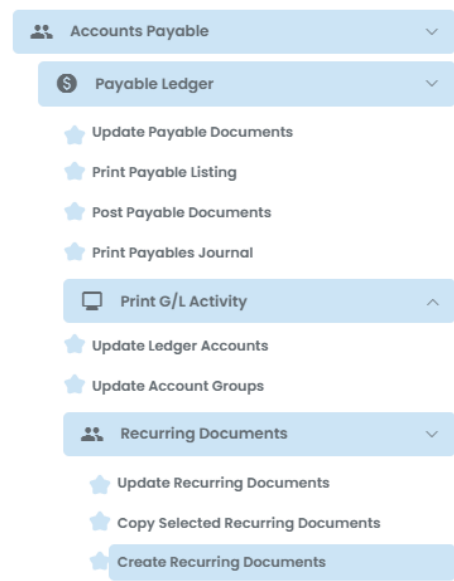 Accounts Payable
Payable Ledger
Update Payable Documents
Print Payable Listing
Post Payable Documents
Print Payables Journal
Print G/L Activity
Update Ledger Accounts
Update Account Groups
Recurring Documents
Update Recurring Documents
Copy Selected Recurring Documents
Create Recurring Documents